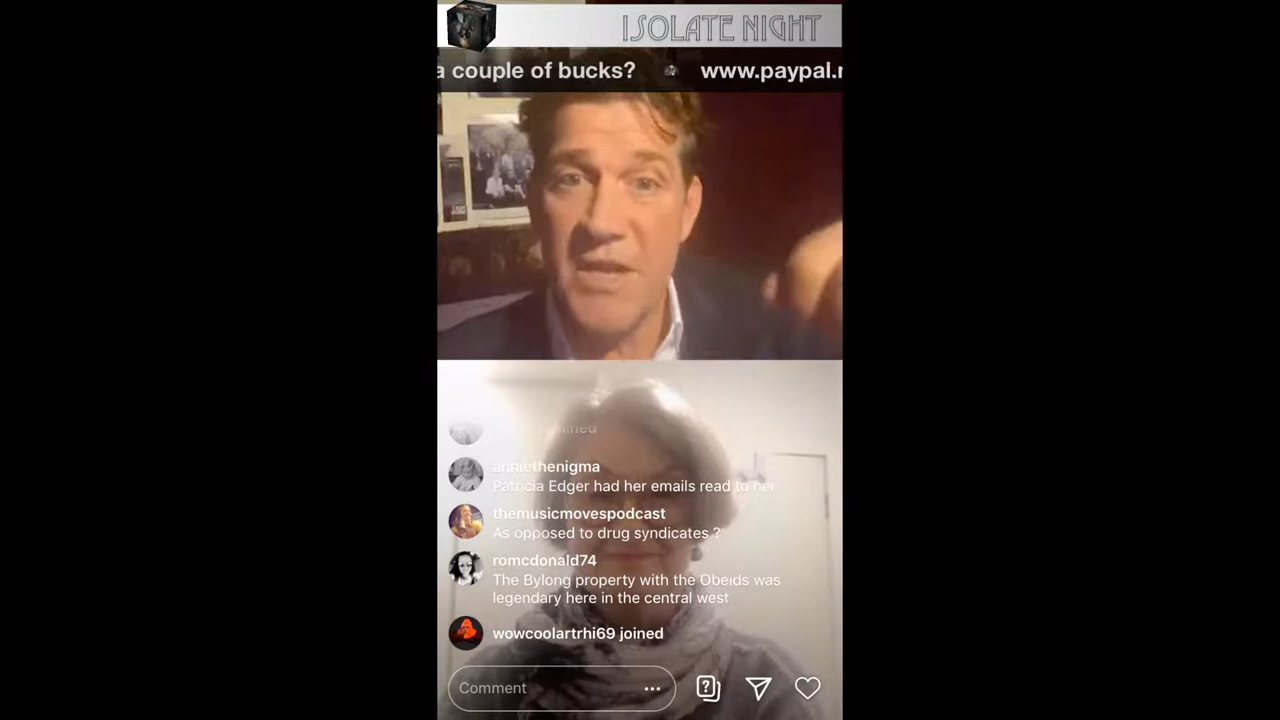 ISOLATE NIGHT
a couple of bucks? www.paypal.
joined
anniethenigma
Patricia Edger had her emails read to her
themusicmovespodcast
As opposed to drug syndicates ?
romcdonald74
The Bylong property with the Obeids was
legendary here in the central west
wowcoolartrhi69 joined
Comment